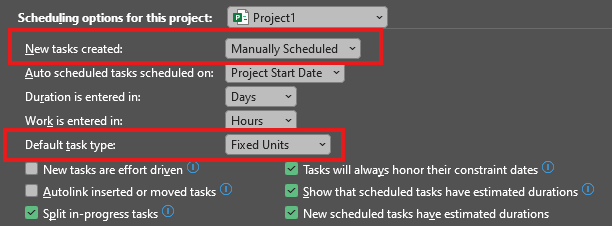 Scheduling options for this project: Project1
New tasks created: Manually Scheduled
Auto scheduled tasks scheduled on: Project Start Date
Duration is entered in: Days
Work is entered in: Hours
Default task type: Fixed Units
New tasks are effort driven Tasks will always honor their constraint dates
Autolink inserted or moved tasks Show that scheduled tasks have estimated durations
Split in-progress tasks New scheduled tasks have estimated durations